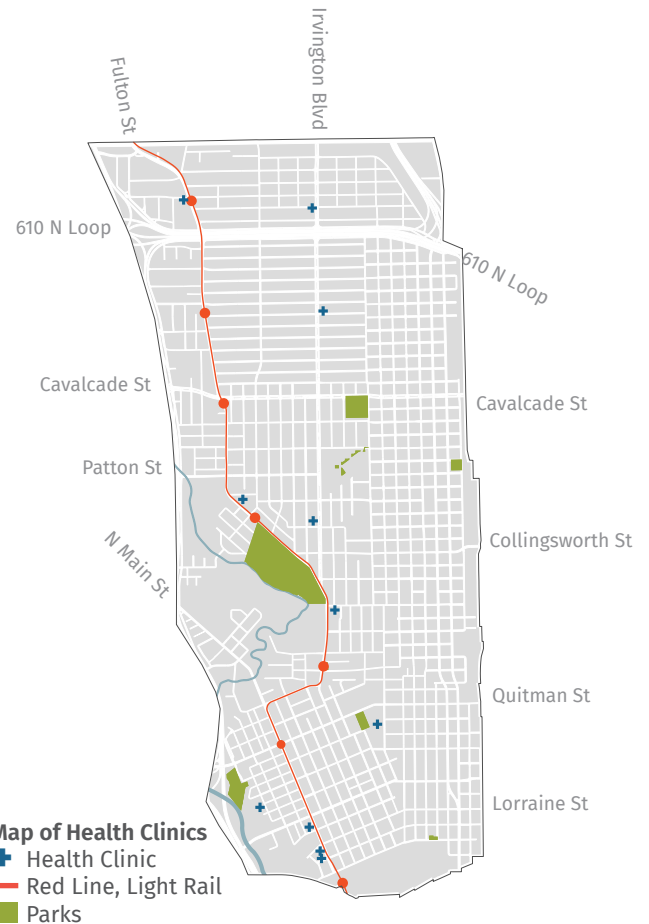 Fulton St
Irvington Blvd
610 N Loop
610 N Loop
Cavalcade St
Cavalcade St
Patton St
Collingsworth St
N Main St
Quitman St
Lorraine St
Map of Health Clinics
Health Clinic
Red Line, Light Rail
Parks